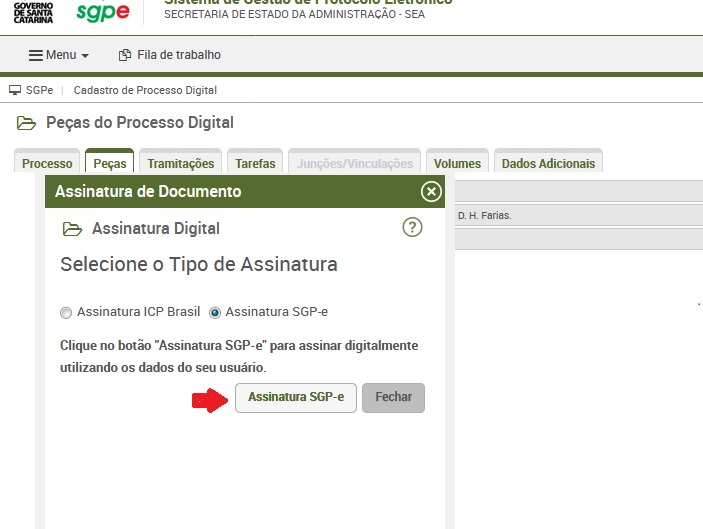 GOVERNO
DE SANTA
CATARINA
sgpe
Sistema de Gestão de Protocolo Eletrônico
SECRETARIA DE ESTADO DA ADMINISTRAÇÃO - SEA
Menu
Fila de trabalho
SGPe | Cadastro de Processo Digital
Peças do Processo Digital
Processo Peças Tramitações Tarefas Junções/Vinculações Volumes Dados Adicionais
Assinatura de Documento
D. H. Farias.
Assinatura Digital ?
Selecione o Tipo de Assinatura
Assinatura ICP Brasil Assinatura SGP-e
Clique no botão "Assinatura SGP-e" para assinar digitalmente
utilizando os dados do seu usuário.
Assinatura SGP-e Fechar